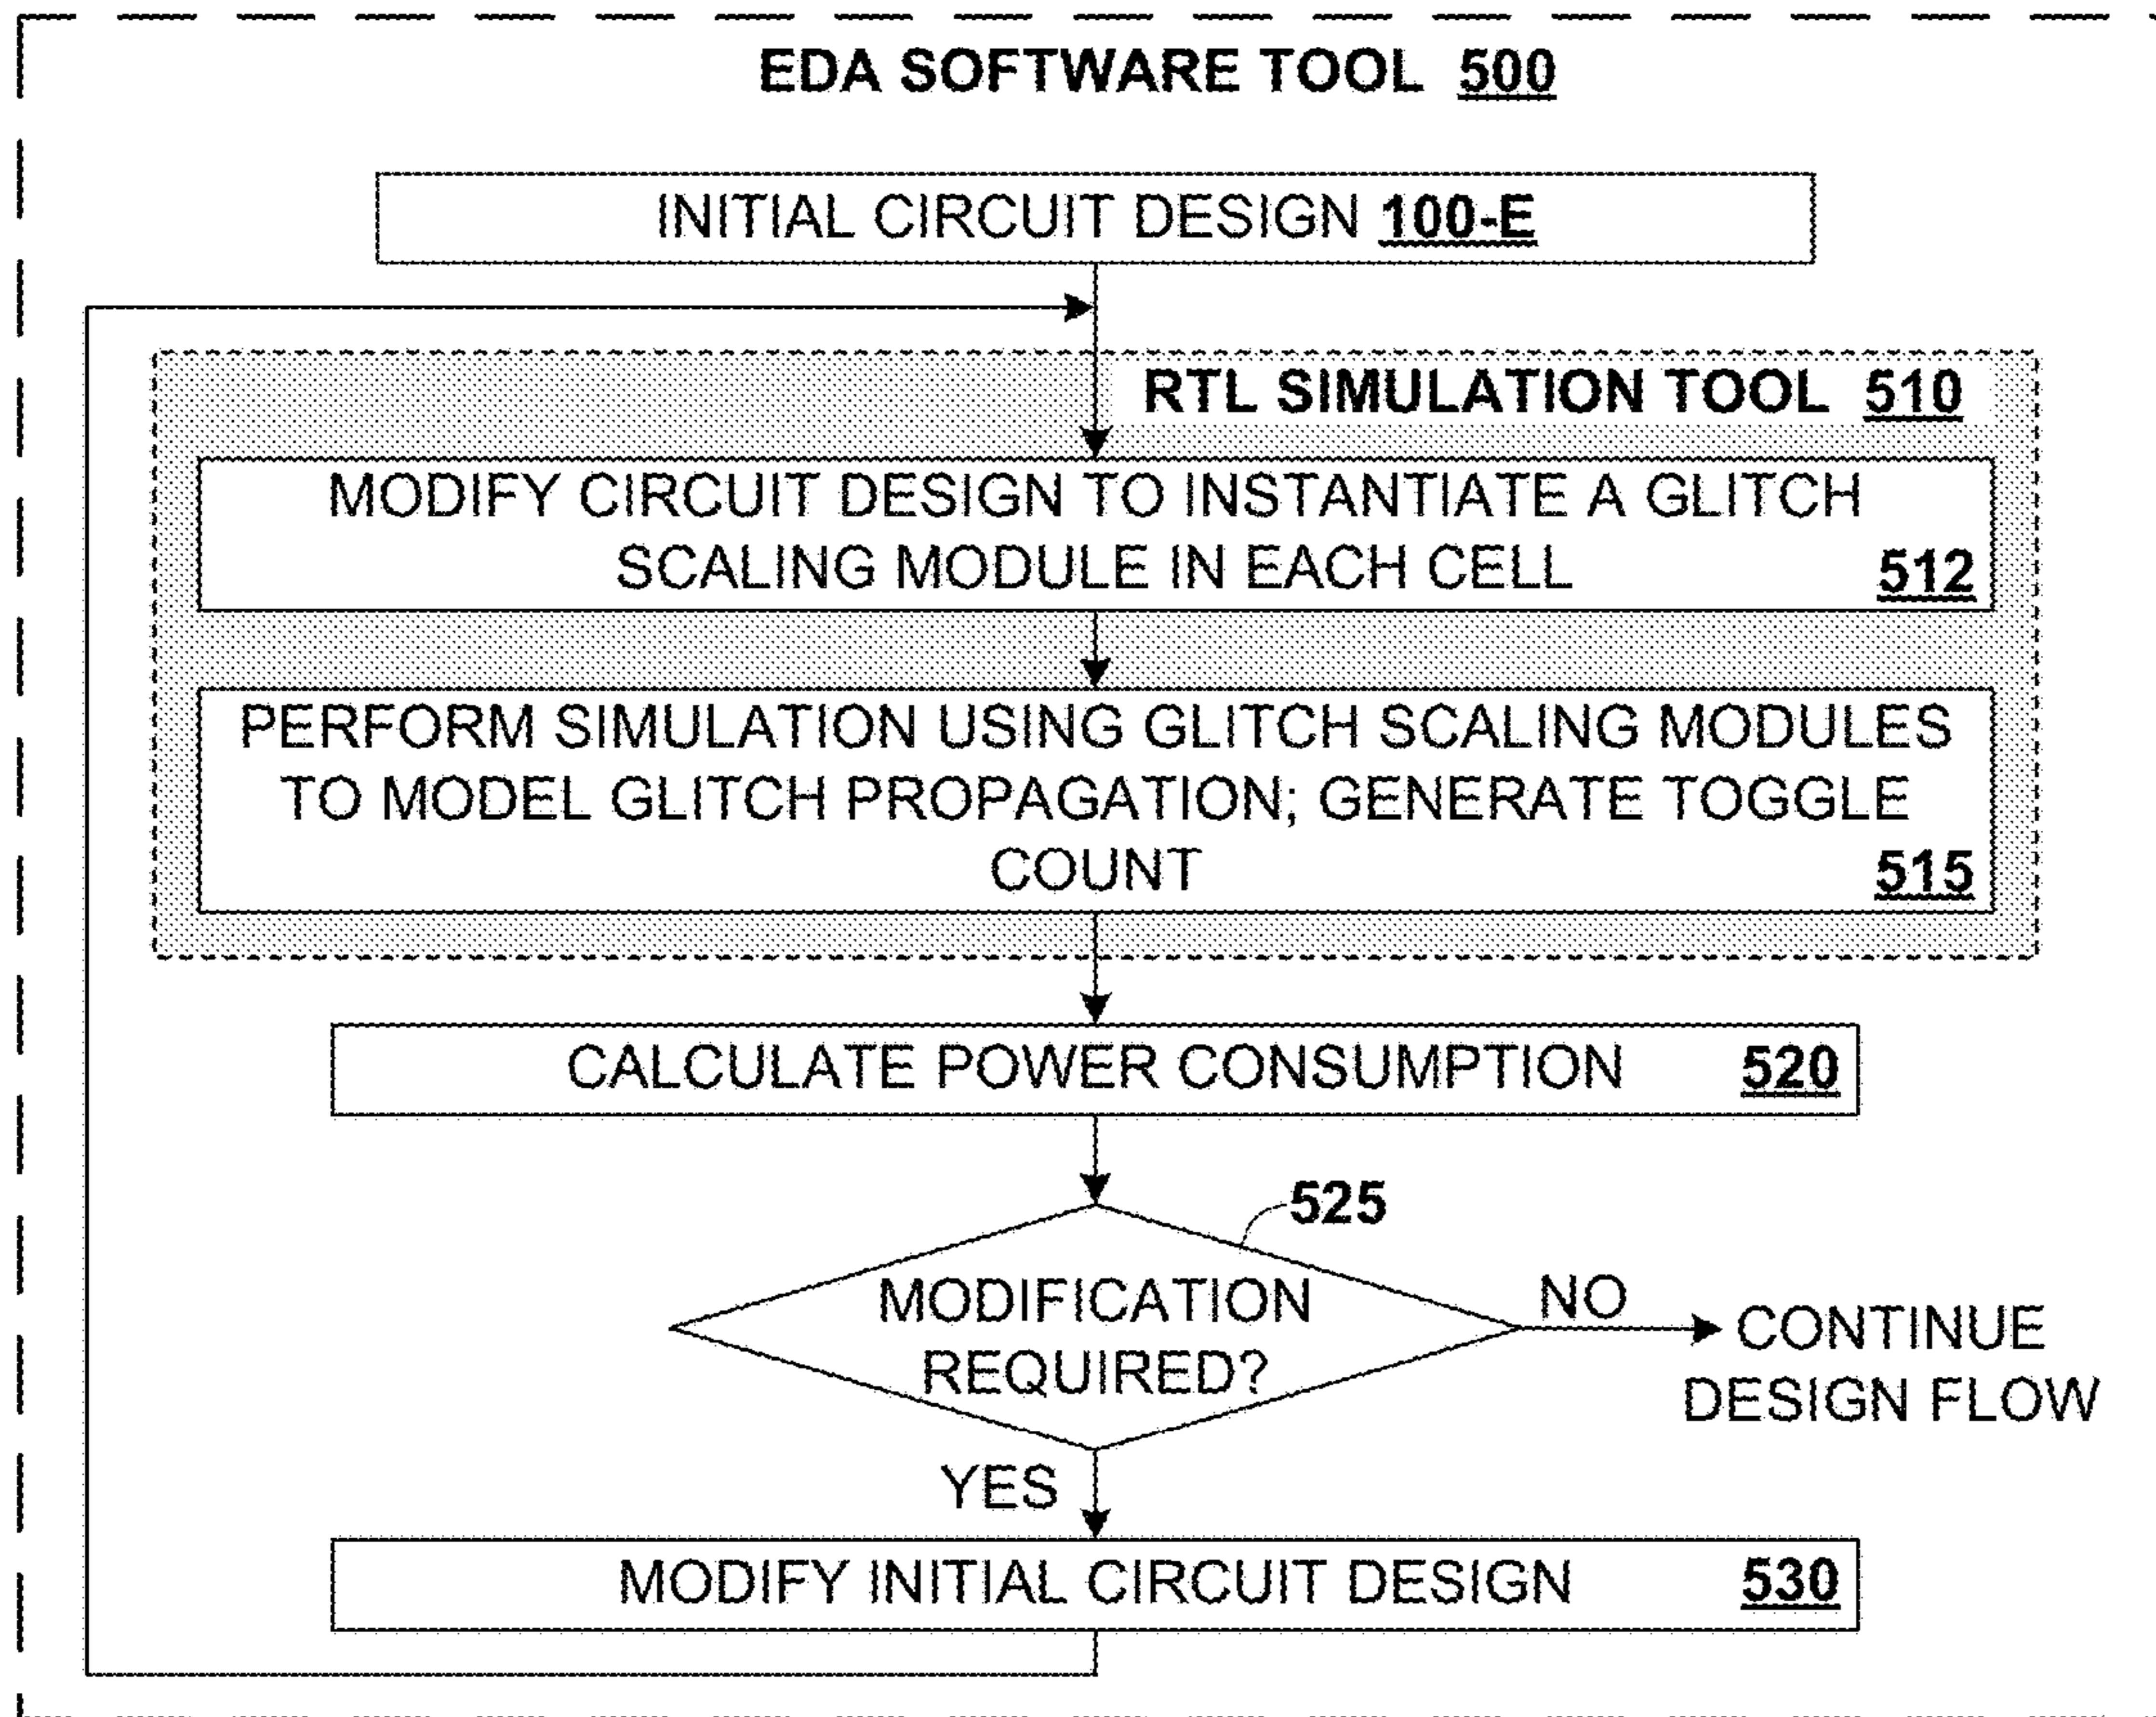 EDA SOFTWARE TOOL 500
INITIAL CIRCUIT DESIGN 100-E
RTL SIMULATION TOOL 510
MODIFY CIRCUIT DESIGN TO INSTANTIATE A GLITCH
SCALING MODULE IN EACH CELL 512
PERFORM SIMULATION USING GLITCH SCALING MODULES
TO MODEL GLITCH PROPAGATION; GENERATE TOGGLE
COUNT 515
CALCULATE POWER CONSUMPTION 520
525
MODIFICATION
REQUIRED?
NO
CONTINUE
DESIGN FLOW
YES
MODIFY INITIAL CIRCUIT DESIGN 530